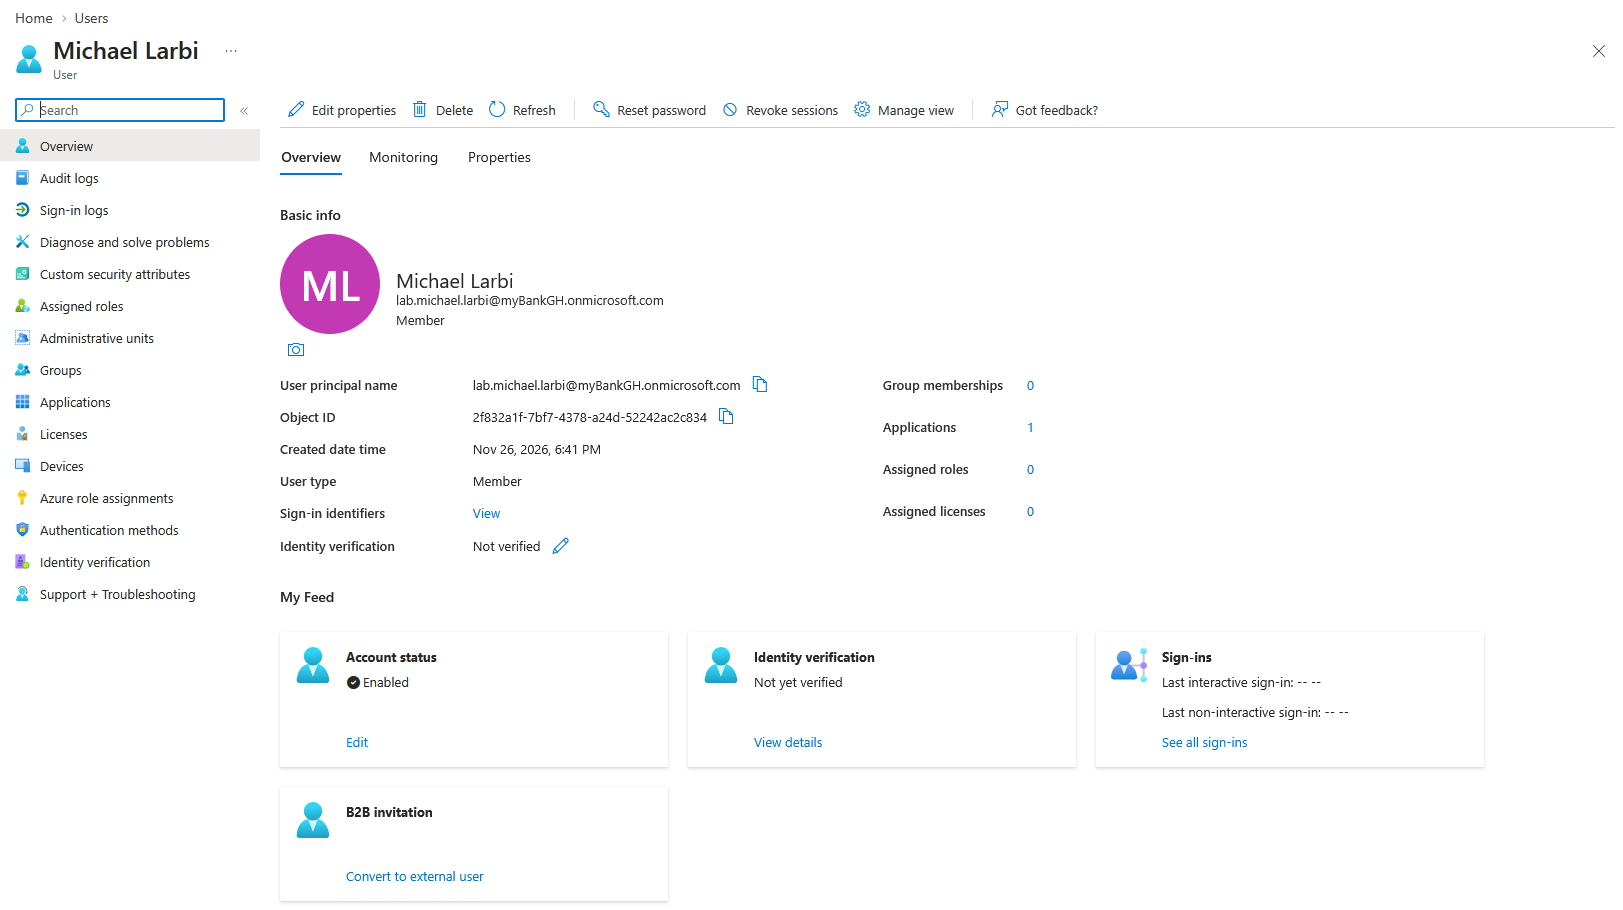 Home > Users
Michael Larbi ...
User
Search «
Overview
Audit logs
Sign-in logs
Diagnose and solve problems
Custom security attributes
Assigned roles
Administrative units
Groups
Applications
Licenses
Devices
Azure role assignments
Authentication methods
Identity verification
Support + Troubleshooting
Edit properties Delete Refresh Reset password Revoke sessions Manage view Got feedback?
Overview Monitoring Properties
Basic info
ML
Michael Larbi
lab.michael.larbi@myBankGH.onmicrosoft.com
Member
User principal name lab.michael.larbi@myBankGH.onmicrosoft.com
Object ID 2f832a1f-7bf7-4378-a24d-52242ac2c834
Created date time Nov 26, 2026, 6:41 PM
User type Member
Sign-in identifiers View
Identity verification Not verified
Group memberships 0
Applications 1
Assigned roles 0
Assigned licenses 0
My Feed
Account status
Enabled
Edit
Identity verification
Not yet verified
View details
Sign-ins
Last interactive sign-in: -- --
Last non-interactive sign-in: -- --
See all sign-ins
B2B invitation
Convert to external user